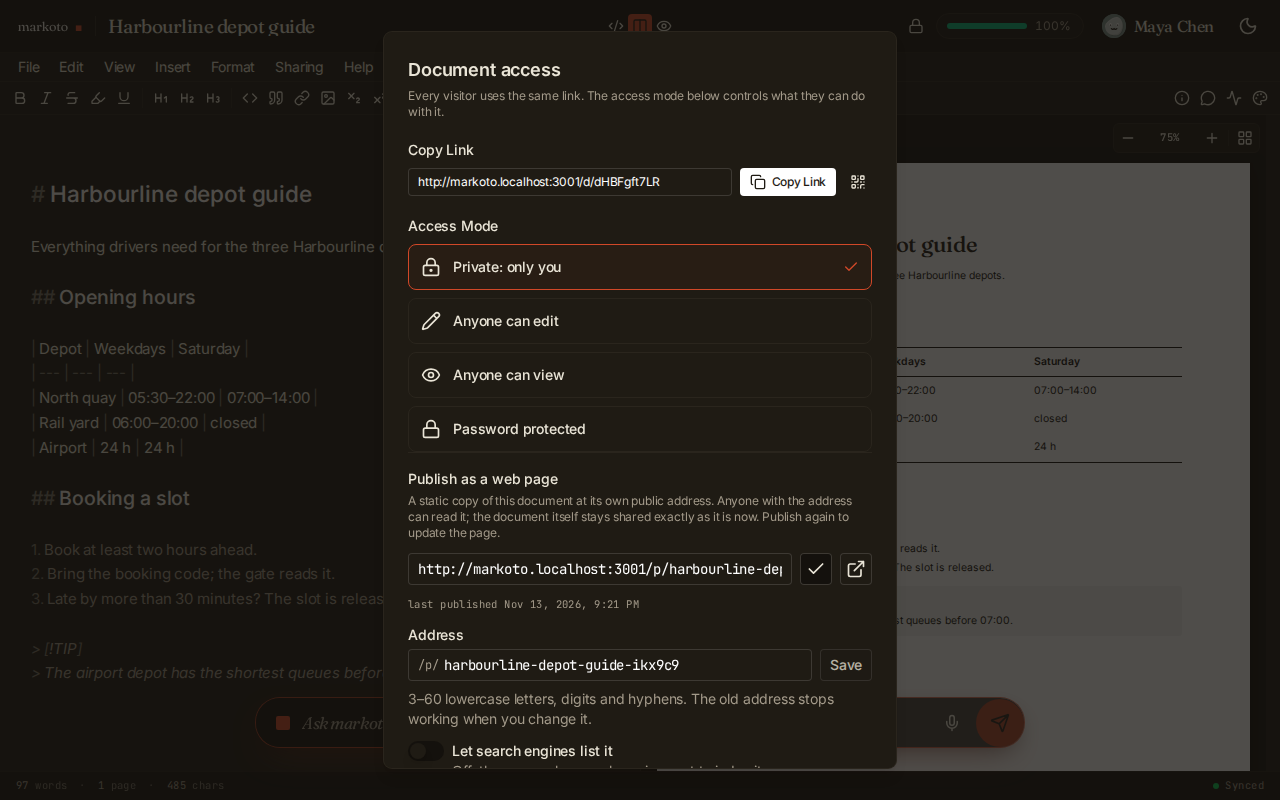 markoto
Harbourline depot guide
100%
Maya Chen
File Edit View Insert Format Sharing Help
H1 H2 H3
75%
# Harbourline depot guide
Everything drivers need for the three Harbourline
## Opening hours
| Depot | Weekdays | Saturday |
| --- | --- | --- |
| North quay | 05:30–22:00 | 07:00–14:00 |
| Rail yard | 06:00–20:00 | closed |
| Airport | 24 h | 24 h |
## Booking a slot
1. Book at least two hours ahead.
2. Bring the booking code; the gate reads it.
3. Late by more than 30 minutes? The slot is
> [!TIP]
> The airport depot has the shortest queues
Ask
Document access
Every visitor uses the same link. The access mode below controls what they can do
with it.
Copy Link
http://markoto.localhost:3001/d/dHBFgft7LR
Copy Link
Access Mode
Private: only you
Anyone can edit
Anyone can view
Password protected
Publish as a web page
A static copy of this document at its own public address. Anyone with the address
can read it; the document itself stays shared exactly as it is now. Publish again to
update the page.
http://markoto.localhost:3001/p/harbourline-dep
last published Nov 13, 2026, 9:21 PM
Address
/p/ harbourline-depot-guide-ikx9c9
Save
3–60 lowercase letters, digits and hyphens. The old address stops
working when you change it.
Let search engines list it
guide
Harbourline depots.
Saturday
07:00–14:00
closed
24 h
reads it.
The slot is released.
queues before 07:00.
97 words · 1 page · 485 chars
Synced